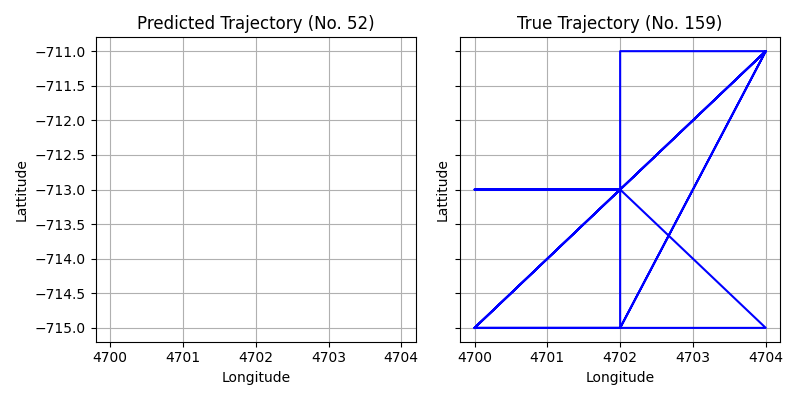 Predicted Trajectory (No. 52)
−711.0
−711.5
−712.0
−712.5
−713.0
−713.5
−714.0
−714.5
−715.0
Lattitude
4700 4701 4702 4703 4704
Longitude
True Trajectory (No. 159)
Lattitude
4700 4701 4702 4703 4704
Longitude